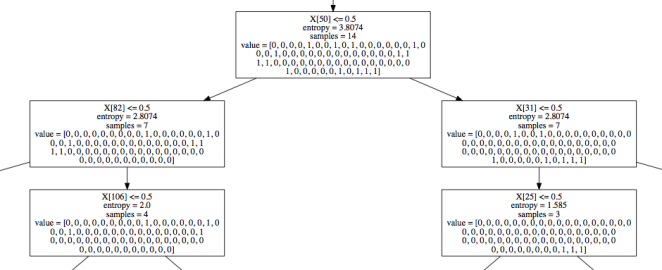 X[50] <= 0.5
entropy = 3.8074
samples = 14
value = [0, 0, 0, 0, 1, 0, 0, 1, 0, 1, 0, 0, 0, 0, 0, 0, 1, 0
0, 0, 1, 0, 0, 0, 0, 0, 0, 0, 0, 0, 0, 0, 0, 1, 1
1, 1, 0, 0, 0, 0, 0, 0, 0, 0, 0, 0, 0, 0, 0, 0, 0, 0
1, 0, 0, 0, 0, 0, 1, 0, 1, 1, 1]
X[82] <= 0.5
entropy = 2.8074
samples = 7
value = [0, 0, 0, 0, 0, 0, 0, 0, 0, 1, 0, 0, 0, 0, 0, 0, 1, 0
0, 0, 1, 0, 0, 0, 0, 0, 0, 0, 0, 0, 0, 0, 0, 1, 1
1, 1, 0, 0, 0, 0, 0, 0, 0, 0, 0, 0, 0, 0, 0, 0, 0, 0
0, 0, 0, 0, 0, 0, 0, 0, 0, 0, 0]
X[31] <= 0.5
entropy = 2.8074
samples = 7
value = [0, 0, 0, 0, 1, 0, 0, 1, 0, 0, 0, 0, 0, 0, 0, 0, 0, 0
0, 0, 0, 0, 0, 0, 0, 0, 0, 0, 0, 0, 0, 0, 0, 0, 0, 0
0, 0, 0, 0, 0, 0, 0, 0, 0, 0, 0, 0, 0, 0, 0, 0, 0, 0
1, 0, 0, 0, 0, 0, 1, 0, 1, 1, 1]
X[106] <= 0.5
entropy = 2.0
samples = 4
value = [0, 0, 0, 0, 0, 0, 0, 0, 0, 1, 0, 0, 0, 0, 0, 0, 1, 0
0, 0, 1, 0, 0, 0, 0, 0, 0, 0, 0, 0, 0, 0, 0, 0, 1
0, 0, 0, 0, 0, 0, 0, 0, 0, 0, 0, 0, 0, 0, 0, 0, 0, 0
0, 0, 0, 0, 0, 0, 0, 0, 0, 0, 0]
X[25] <= 0.5
entropy = 1.585
samples = 3
value = [0, 0, 0, 0, 0, 0, 0, 0, 0, 0, 0, 0, 0, 0, 0, 0, 0, 0
0, 0, 0, 0, 0, 0, 0, 0, 0, 0, 0, 0, 0, 0, 0, 0, 0, 0
0, 0, 0, 0, 0, 0, 0, 0, 0, 0, 0, 0, 0, 0, 0, 0, 0, 0
0, 0, 0, 0, 0, 0, 0, 0, 1, 1, 1]